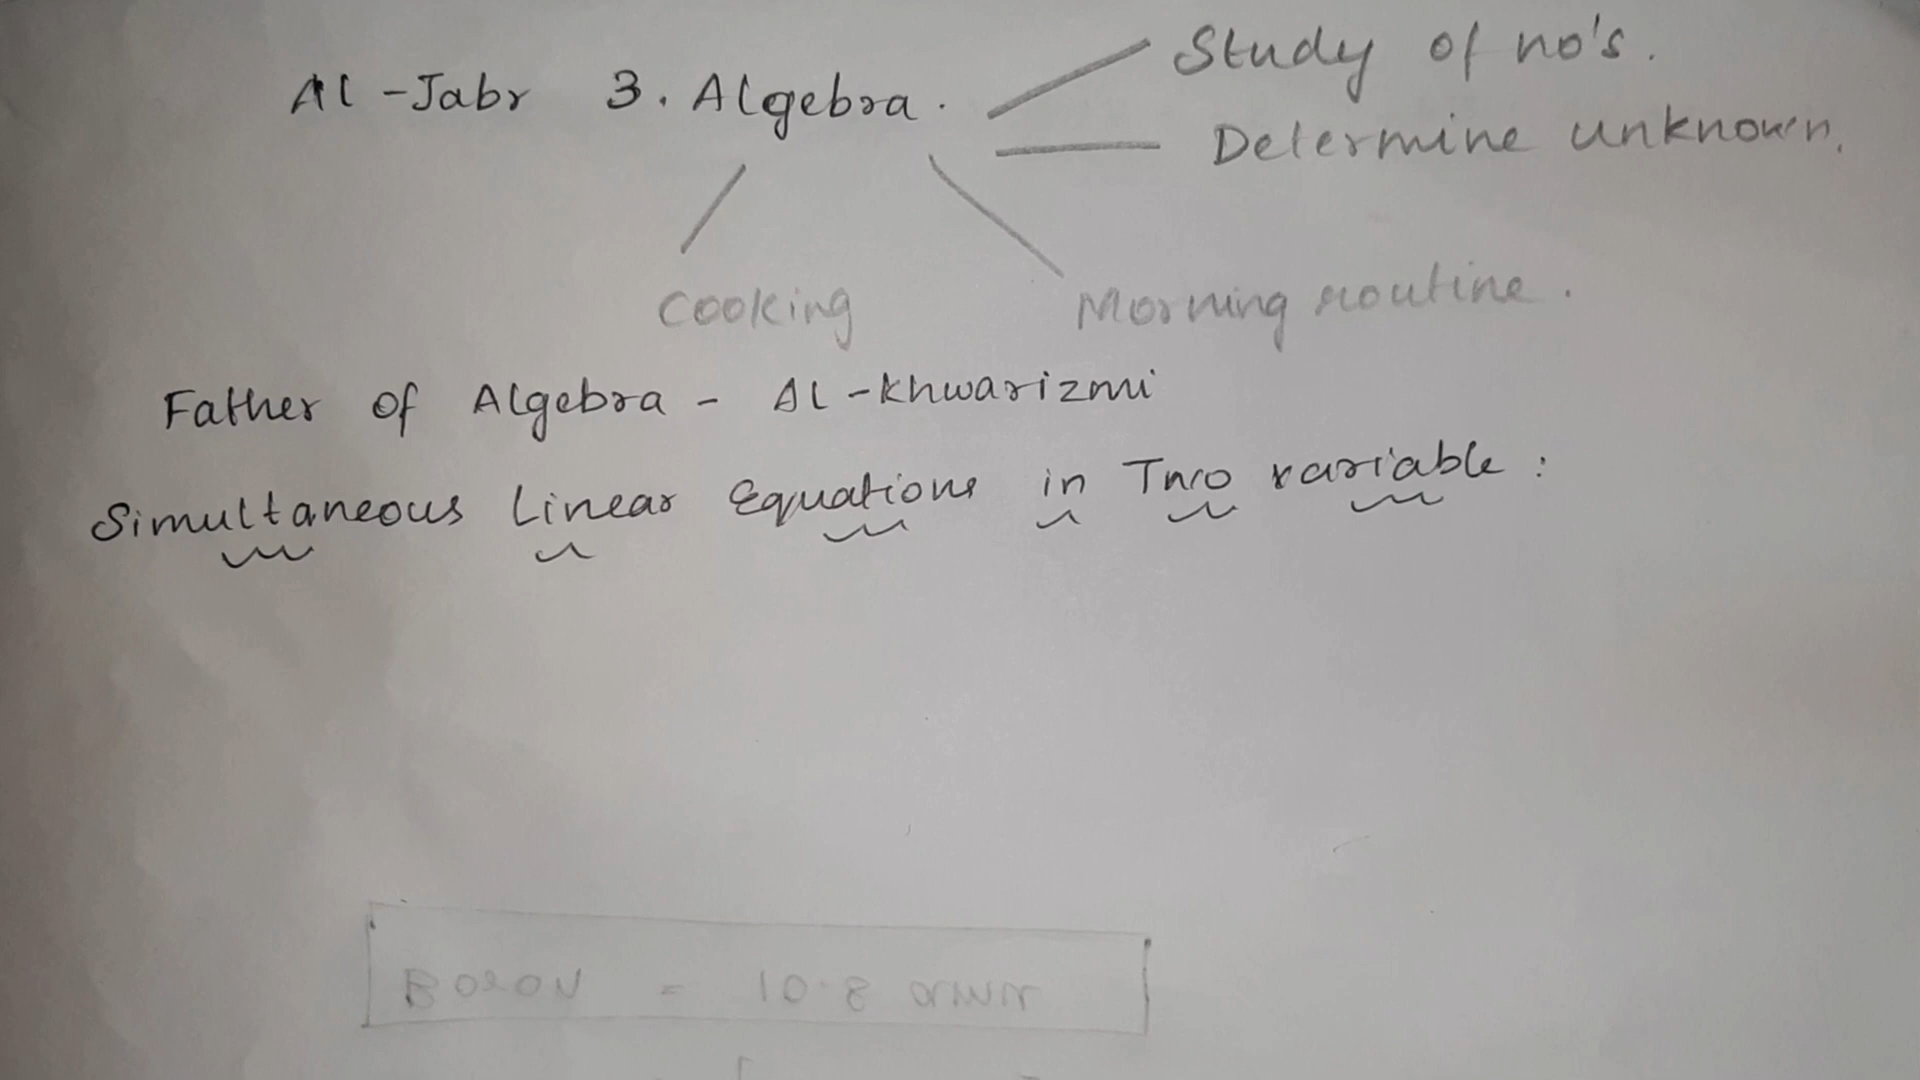 Study of no's.
Al-Jabr 3. Algebra.
Determine unknown.
Cooking Morning routine.
Father of Algebra - Al-khwarizmi
Simultaneous Linear Equations in Two variable :
Boron = 10.8